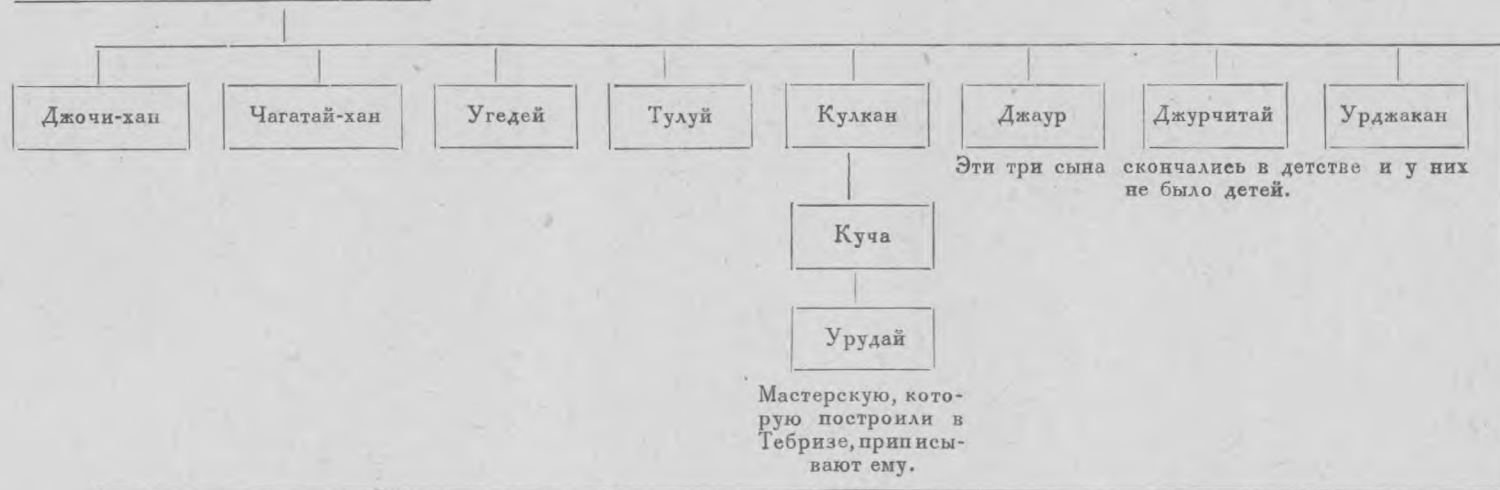 Джочи-хан Чагатай-хан Угедей Тулуй Кулкан Джаур Джурчитай Урджакан
Эти три сына скончались в детстве и у них
не было детей.
Куча
Урудай
Мастерскую, кото-
рую построили в
Тебризе, приписы-
вают ему.